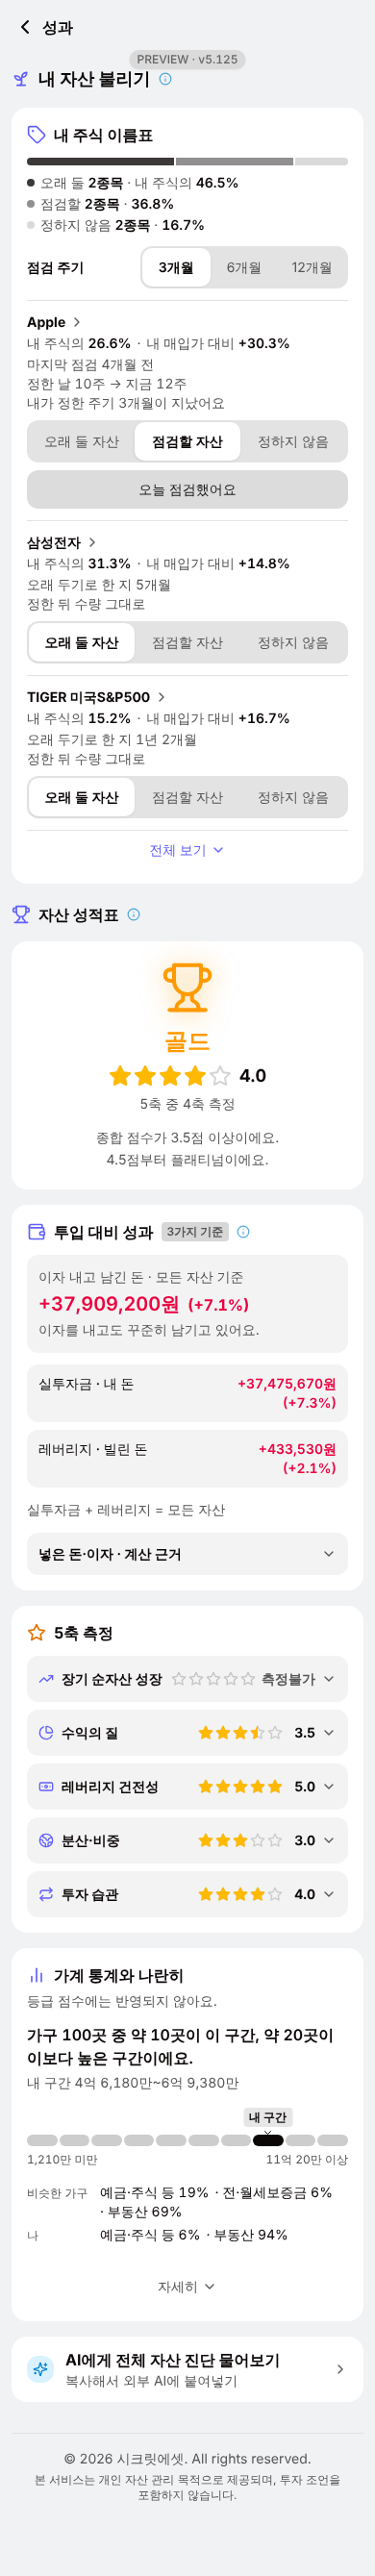 성과
PREVIEW · v5.125
내 자산 불리기
내 주식 이름표
오래 둘 2종목 · 내 주식의 46.5%
점검할 2종목 · 36.8%
정하지 않음 2종목 · 16.7%
점검 주기 3개월 6개월 12개월
Apple
내 주식의 26.6% · 내 매입가 대비 +30.3%
마지막 점검 4개월 전
정한 날 10주 → 지금 12주
내가 정한 주기 3개월이 지났어요
오래 둘 자산 점검할 자산 정하지 않음
오늘 점검했어요
삼성전자
내 주식의 31.3% · 내 매입가 대비 +14.8%
오래 두기로 한 지 5개월
정한 뒤 수량 그대로
오래 둘 자산 점검할 자산 정하지 않음
TIGER 미국S&P500
내 주식의 15.2% · 내 매입가 대비 +16.7%
오래 두기로 한 지 1년 2개월
정한 뒤 수량 그대로
오래 둘 자산 점검할 자산 정하지 않음
전체 보기
자산 성적표
골드
4.0
5축 중 4축 측정
종합 점수가 3.5점 이상이에요.
4.5점부터 플래티넘이에요.
투입 대비 성과 3가지 기준
이자 내고 남긴 돈 · 모든 자산 기준
+37,909,200원 (+7.1%)
이자를 내고도 꾸준히 남기고 있어요.
실투자금 · 내 돈 +37,475,670원
(+7.3%)
레버리지 · 빌린 돈 +433,530원
(+2.1%)
실투자금 + 레버리지 = 모든 자산
넣은 돈·이자 · 계산 근거
5축 측정
장기 순자산 성장 측정불가
수익의 질 3.5
레버리지 건전성 5.0
분산·비중 3.0
투자 습관 4.0
가계 통계와 나란히
등급 점수에는 반영되지 않아요.
가구 100곳 중 약 10곳이 이 구간, 약 20곳이
이보다 높은 구간이에요.
내 구간 4억 6,180만~6억 9,380만
내 구간
1,210만 미만 11억 20만 이상
비슷한 가구 예금·주식 등 19% · 전·월세보증금 6%
· 부동산 69%
나 예금·주식 등 6% · 부동산 94%
자세히
AI에게 전체 자산 진단 물어보기
복사해서 외부 AI에 붙여넣기
© 2026 시크릿에셋. All rights reserved.
본 서비스는 개인 자산 관리 목적으로 제공되며, 투자 조언을
포함하지 않습니다.